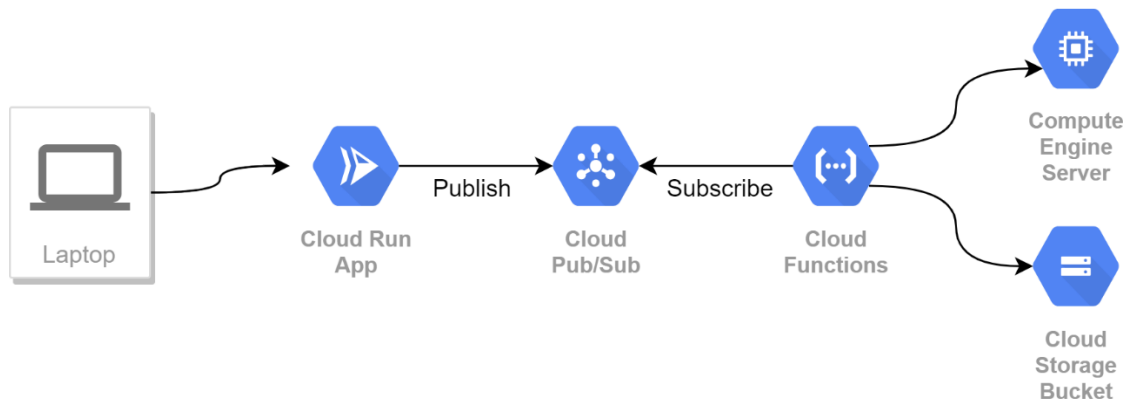 Laptop
Cloud Run
App
Publish
Cloud
Pub/Sub
Subscribe
Cloud
Functions
Compute
Engine
Server
Cloud
Storage
Bucket